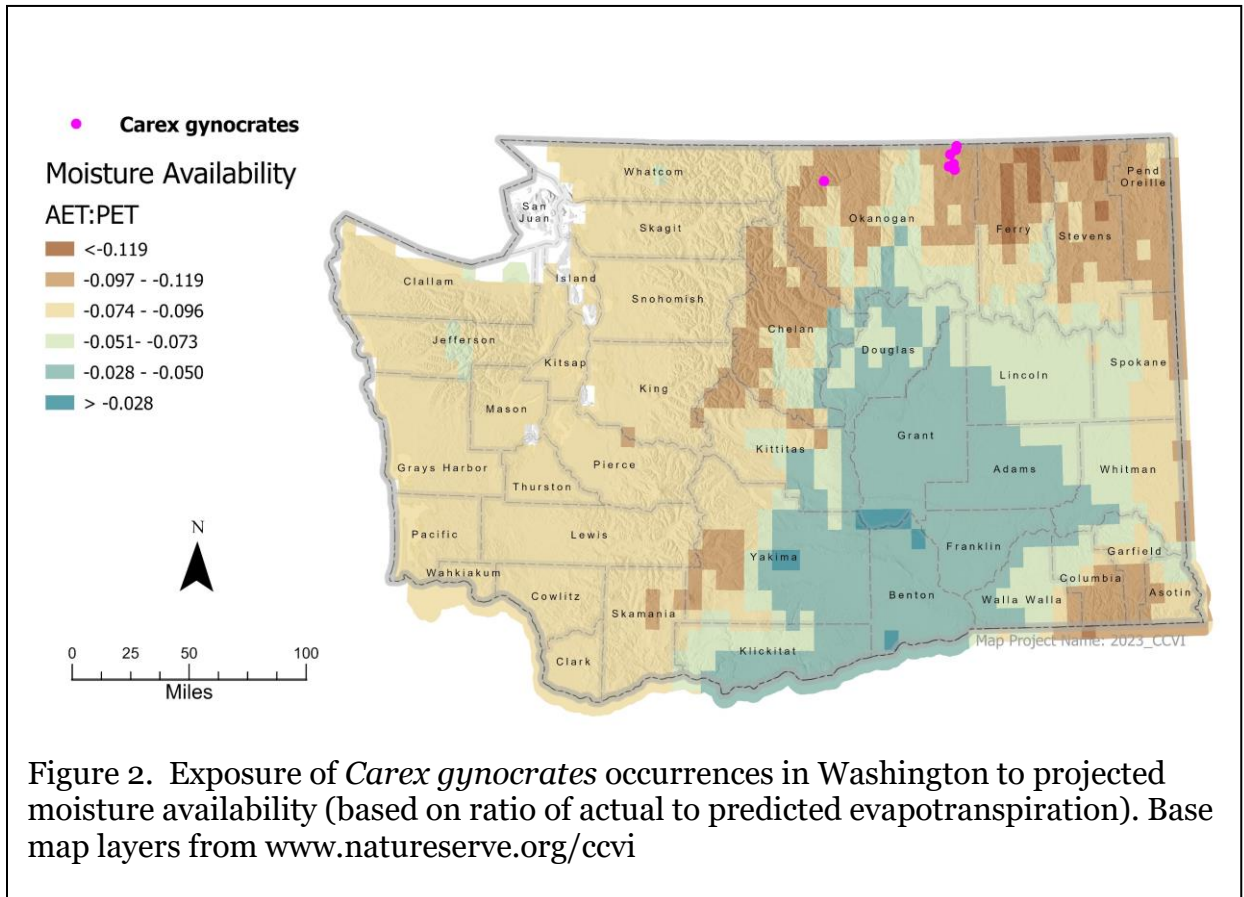 Carex gynocrates
Moisture Availability
AET:PET
<-0.119
-0.097 - -0.119
-0.074 - -0.096
-0.051- -0.073
-0.028 - -0.050
> -0.028
N
0 25 50 100
Miles
Whatcom
San
Juan
Skagit
Island
Clallam
Snohomish
Jefferson
Kitsap
King
Mason
Grays Harbor
Thurston
Pierce
Pacific
Lewis
Wahkiakum
Cowlitz
Skamania
Clark
Okanogan
Ferry
Stevens
Pend
Oreille
Chelan
Douglas
Lincoln
Spokane
Grant
Kittitas
Adams
Whitman
Yakima
Franklin
Garfield
Columbia
Benton
Walla Walla
Asotin
Klickitat
Map Project Name: 2023_CCVI
Figure 2. Exposure of Carex gynocrates occurrences in Washington to projected
moisture availability (based on ratio of actual to predicted evapotranspiration). Base
map layers from www.natureserve.org/ccvi